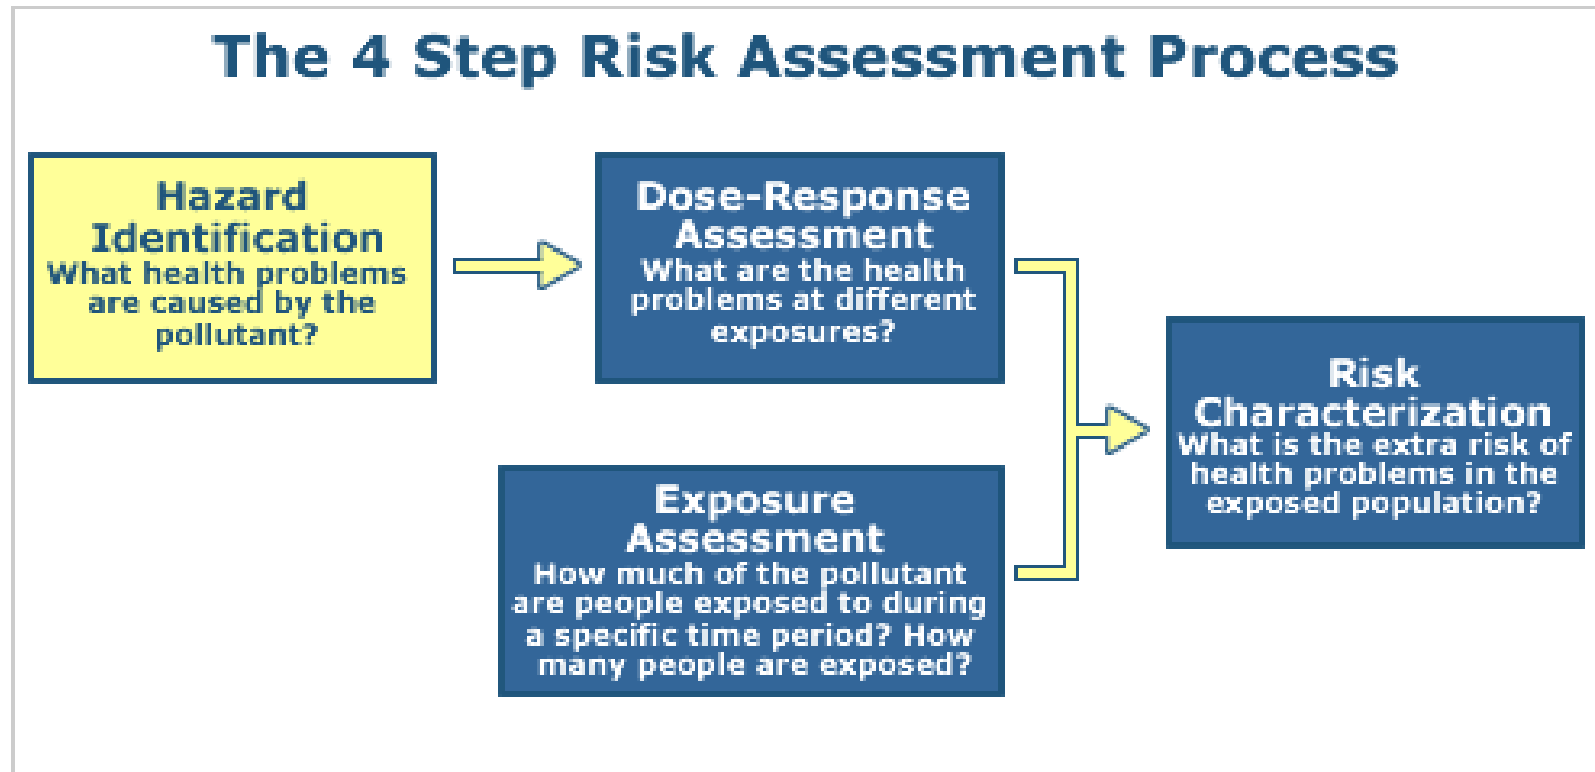 The 4 Step Risk Assessment Process
Hazard
Identification
What health problems
are caused by the
pollutant?
Dose-Response
Assessment
What are the health
problems at different
exposures?
Exposure
Assessment
How much of the pollutant
are people exposed to during
a specific time period? How
many people are exposed?
Risk
Characterization
What is the extra risk of
health problems in the
exposed population?